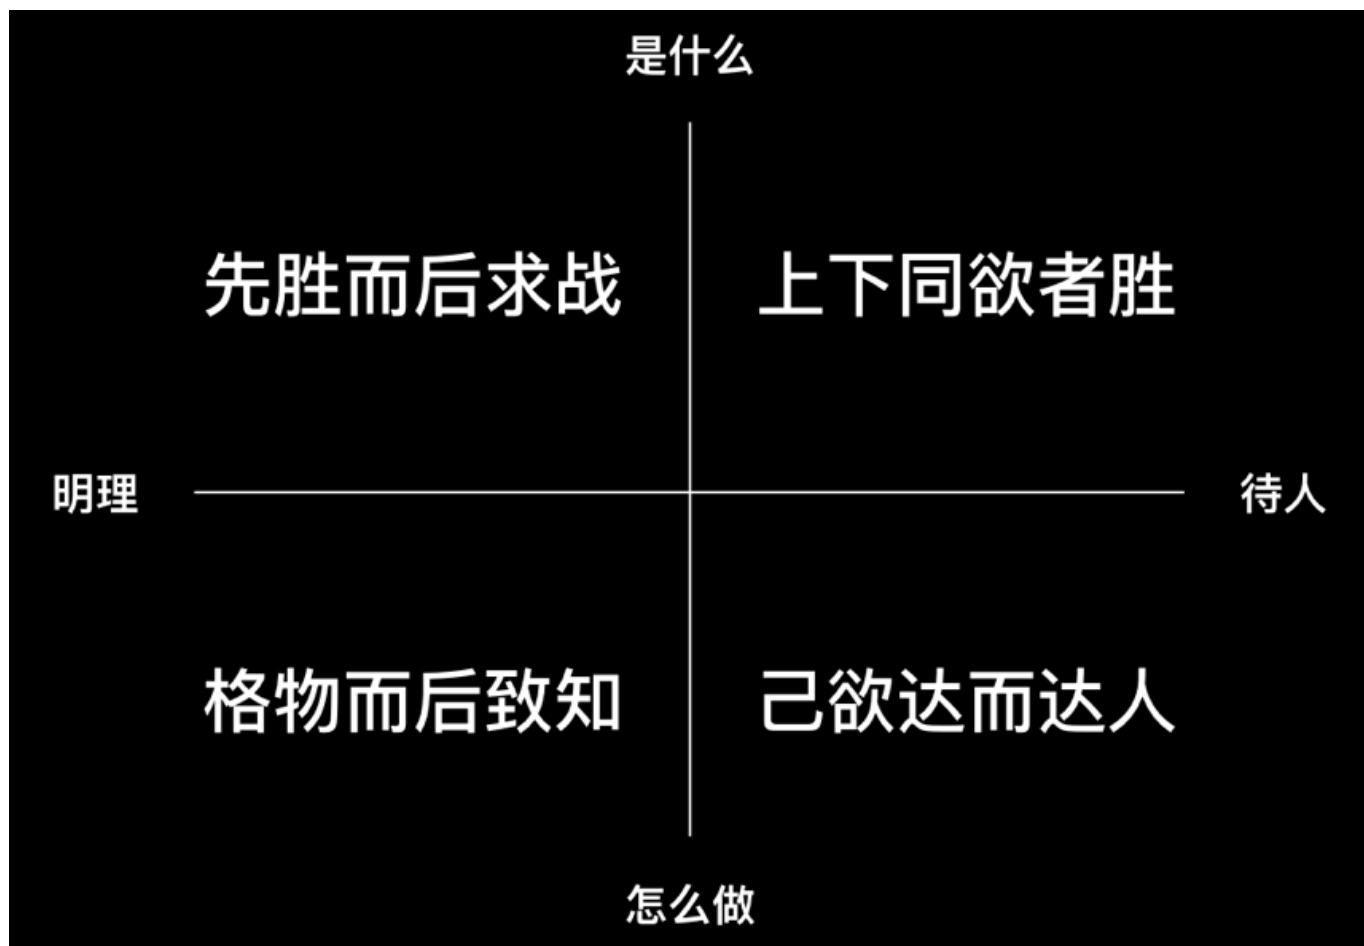 是什么
先胜而后求战
上下同欲者胜
明理
待人
格物而后致知
己欲达而达人
怎么做